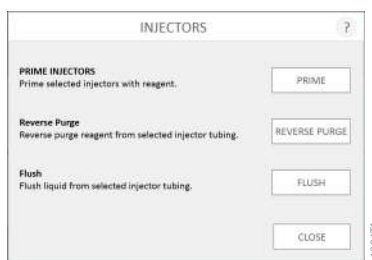 INJECTORS
?
PRIME INJECTORS
Prime selected injectors with reagent.
PRIME
Reverse Purge
Reverse purge reagent from selected injector tubing.
REVERSE PURGE
Flush
Flush liquid from selected injector tubing.
FLUSH
CLOSE